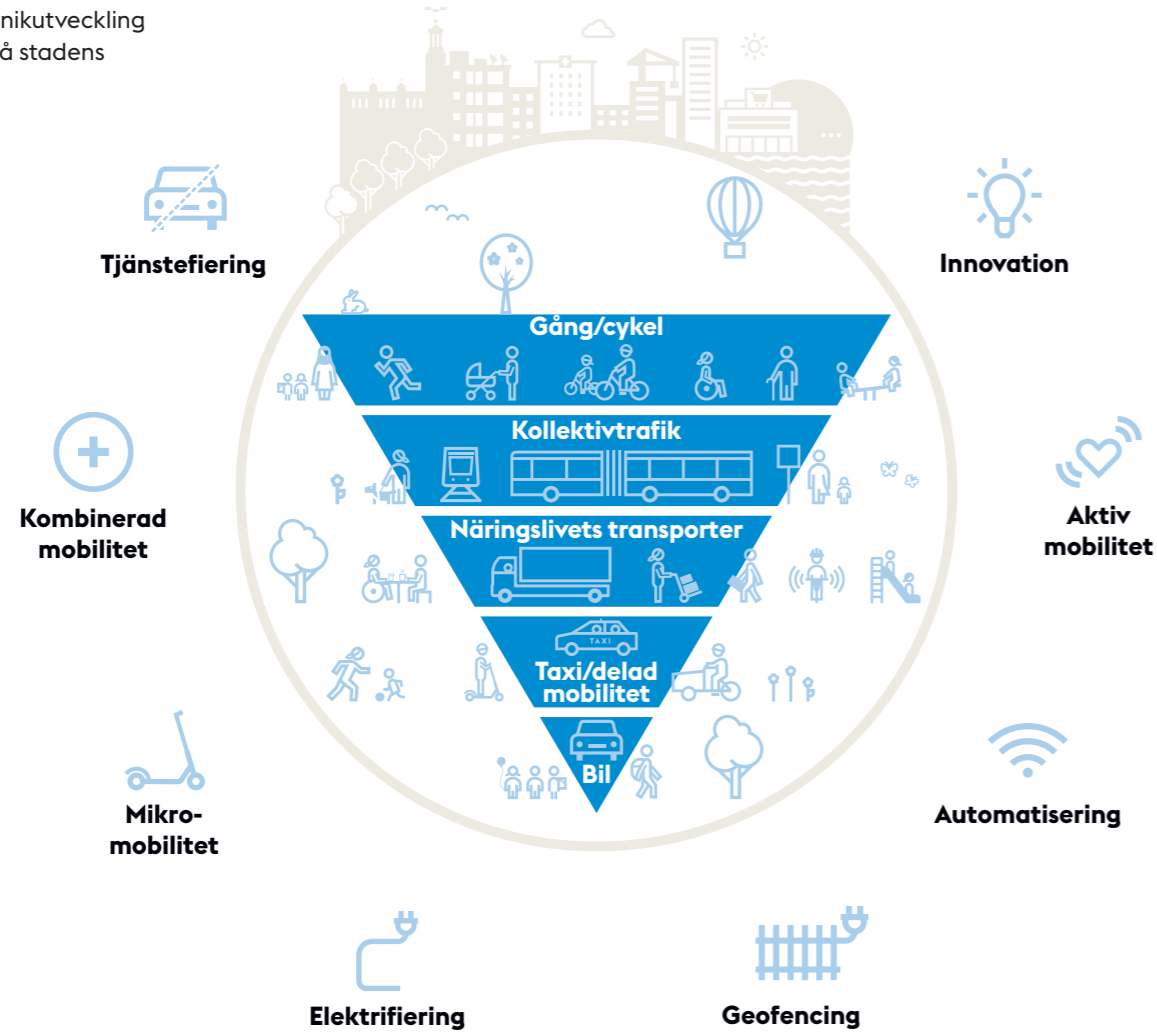 nikutveckling
å stadens
Tjänstefiering
Innovation
Gång/cykel
Kollektivtrafik
Kombinerad
mobilitet
Aktiv
mobilitet
Näringslivets transporter
TAXI
Taxi/delad
mobilitet
Bil
Mikro-
mobilitet
Automatisering
Elektrifiering
Geofencing